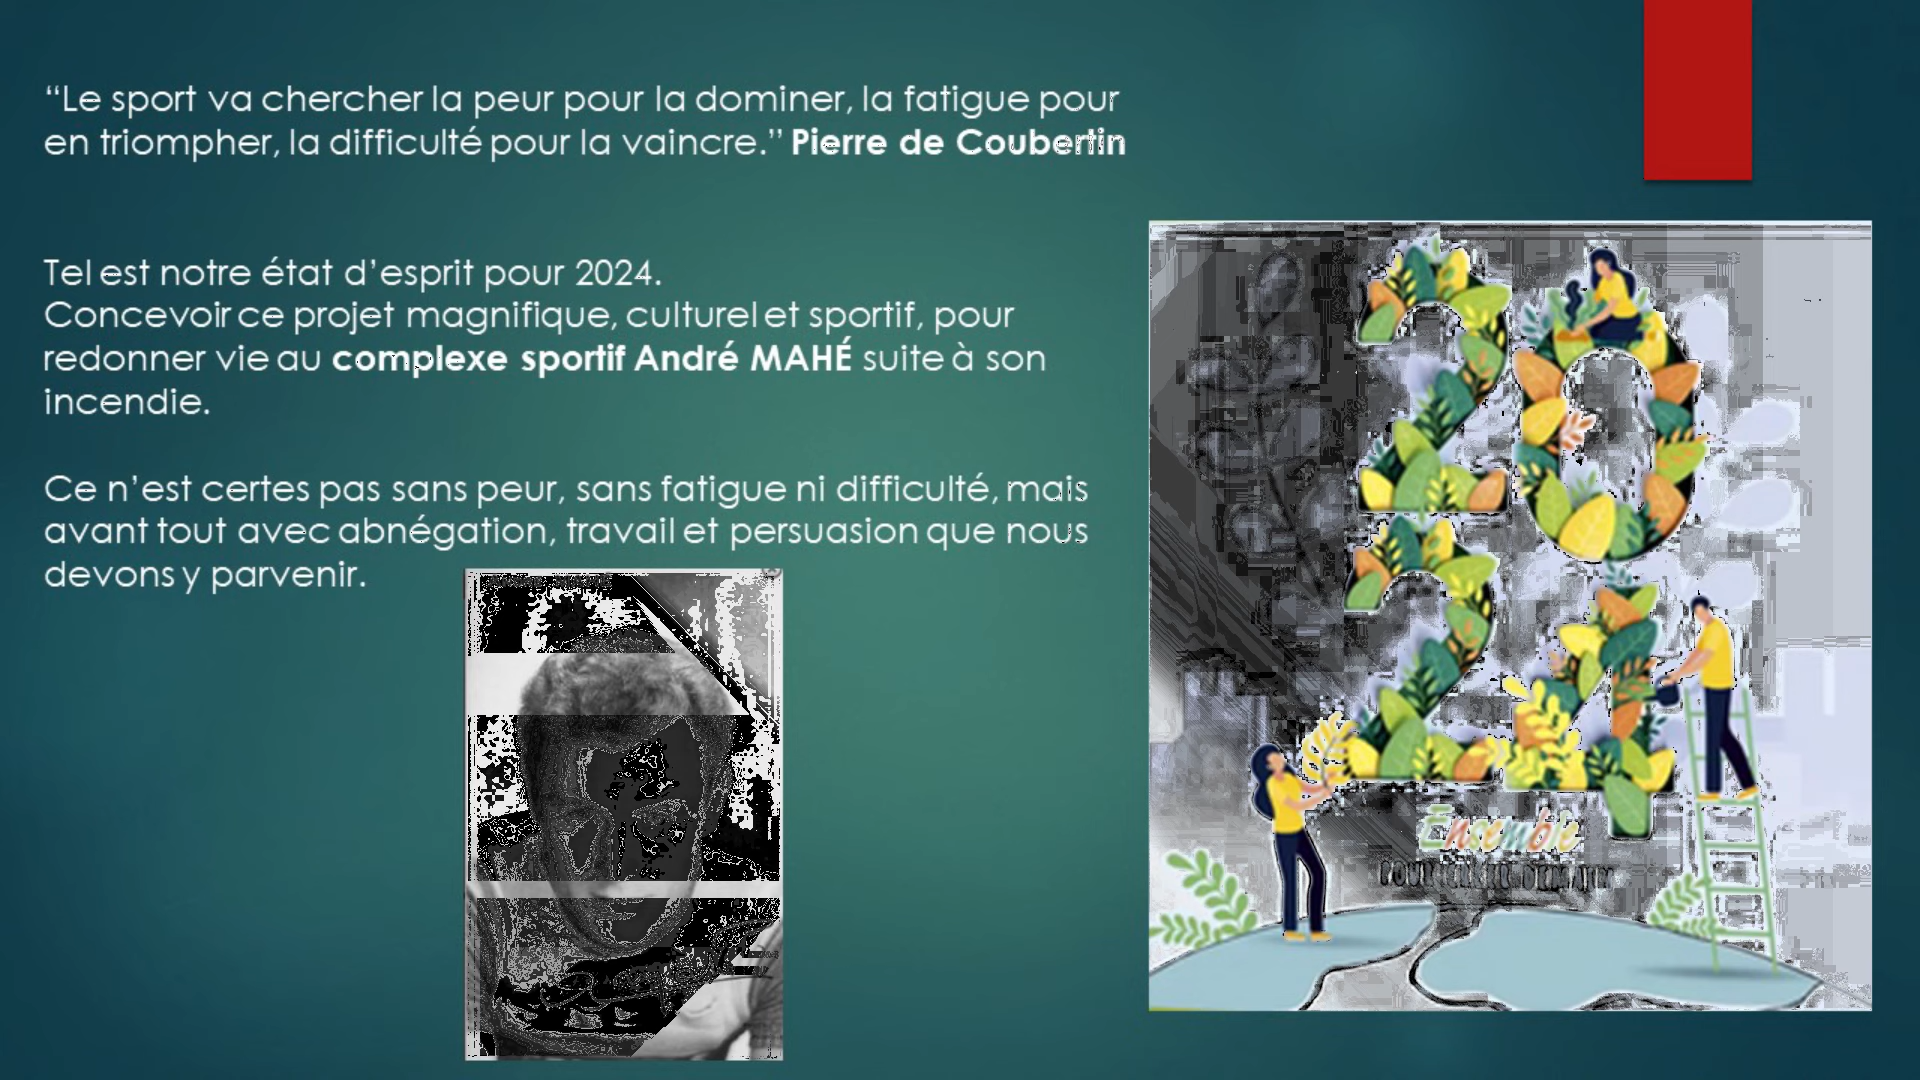 “Le sport va chercher la peur pour la dominer, la fatigue pour
en triompher, la difficulté pour la vaincre.” Pierre de Coubertin
Tel est notre état d’esprit pour 2024.
Concevoir ce projet magnifique, culturel et sportif, pour
redonner vie au complexe sportif André MAHÉ suite à son
incendie.
Ce n’est certes pas sans peur, sans fatigue ni difficulté, mais
avant tout avec abnégation, travail et persuasion que nous
devons y parvenir.
20
24
Ensemble